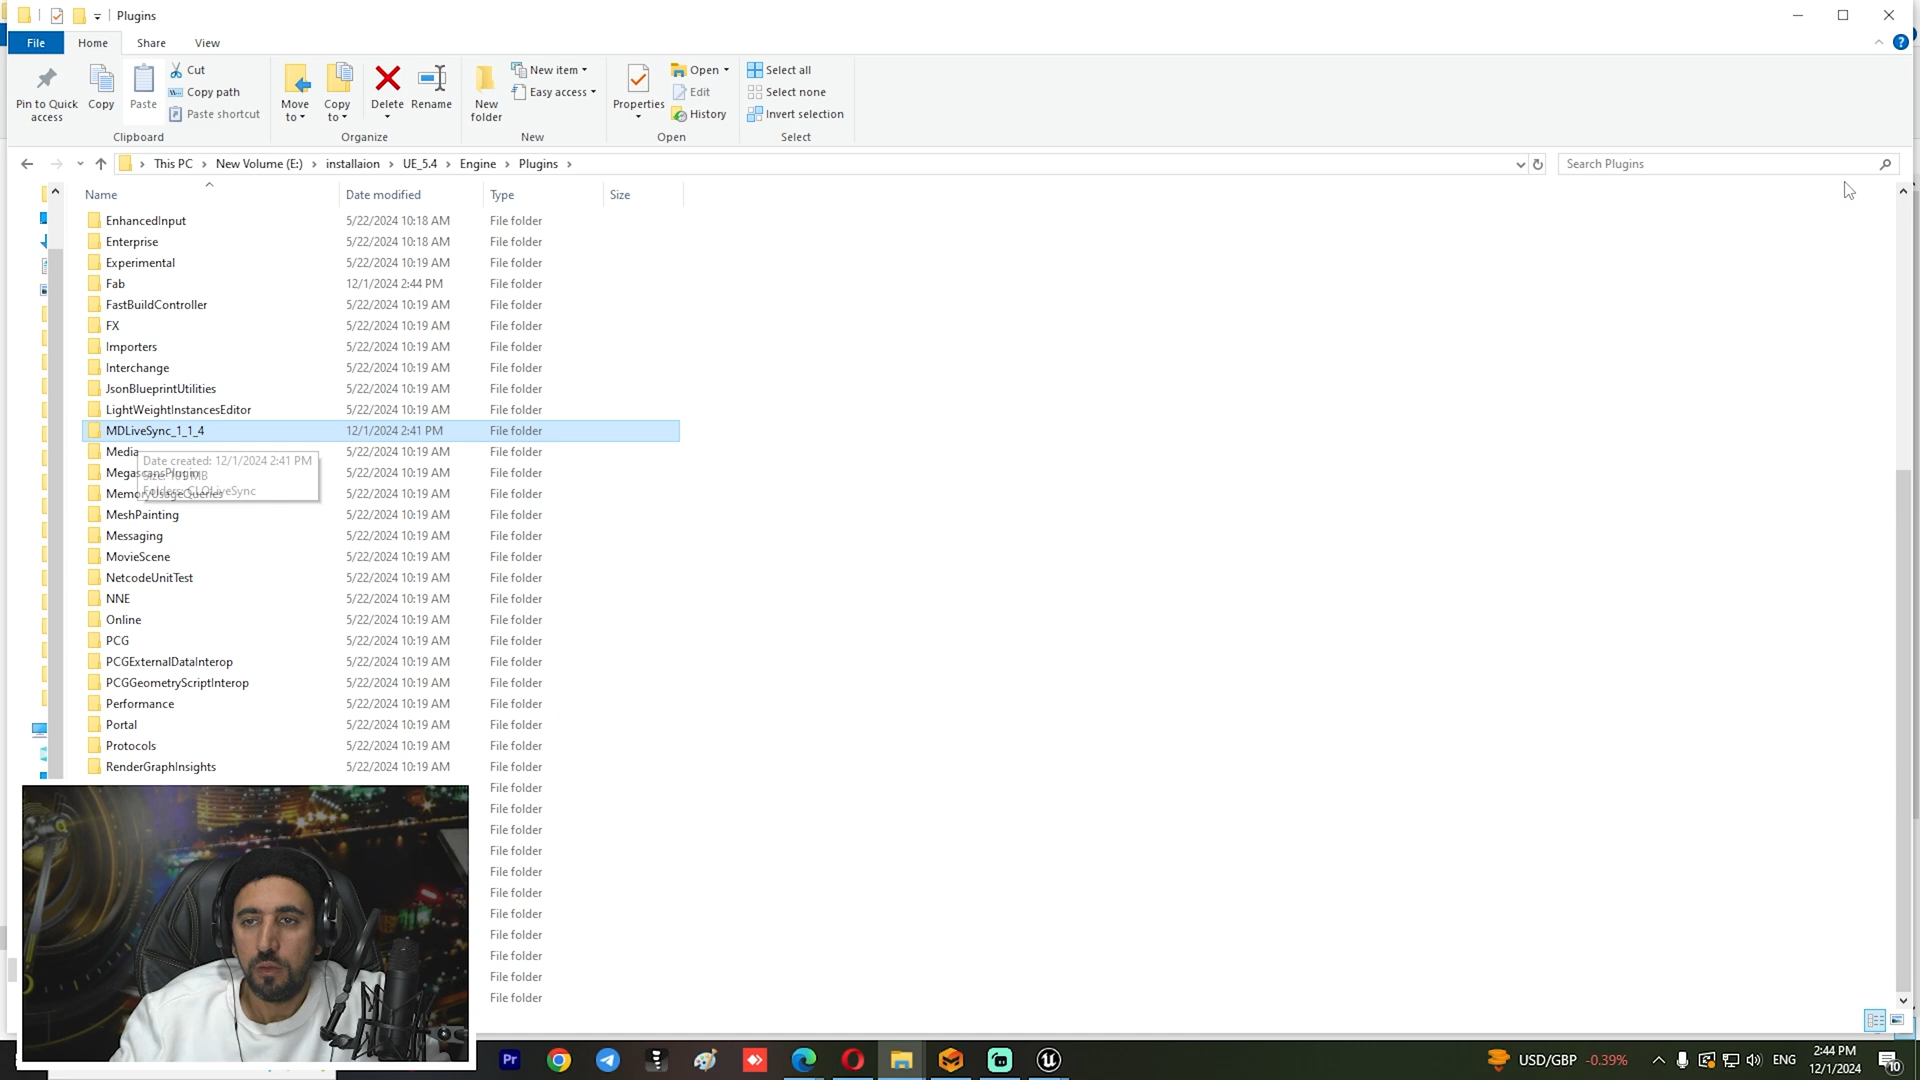 Plugins
File
Home
Share
View
Pin to Quick access
Copy
Paste
Cut
Copy path
Paste shortcut
Clipboard
Move to
Copy to
Delete
Rename
Organize
New folder
New item
Easy access
New
Properties
Open
Edit
History
Open
Select all
Select none
Invert selection
Select
This PC
New Volume (E:)
installaion
UE_5.4
Engine
Plugins
Search Plugins
Name
Date modified
Type
Size
EnhancedInput 5/22/2024 10:18 AM File folder
Enterprise 5/22/2024 10:18 AM File folder
Experimental 5/22/2024 10:19 AM File folder
Fab 12/1/2024 2:44 PM File folder
FastBuildController 5/22/2024 10:19 AM File folder
FX 5/22/2024 10:19 AM File folder
Importers 5/22/2024 10:19 AM File folder
Interchange 5/22/2024 10:19 AM File folder
JsonBlueprintUtilities 5/22/2024 10:19 AM File folder
LightWeightInstancesEditor 5/22/2024 10:19 AM File folder
MDLiveSync_1_1_4 12/1/2024 2:41 PM File folder
Media 5/22/2024 10:19 AM File folder
Date created: 12/1/2024 2:41 PM
MegascansPlugin 5/22/2024 10:19 AM File folder
MemoryUsageQueries 5/22/2024 10:19 AM File folder
Folders: CLOLiveSync
MeshPainting 5/22/2024 10:19 AM File folder
Messaging 5/22/2024 10:19 AM File folder
MovieScene 5/22/2024 10:19 AM File folder
NetcodeUnitTest 5/22/2024 10:19 AM File folder
NNE 5/22/2024 10:19 AM File folder
Online 5/22/2024 10:19 AM File folder
PCG 5/22/2024 10:19 AM File folder
PCGExternalDataInterop 5/22/2024 10:19 AM File folder
PCGGeometryScriptInterop 5/22/2024 10:19 AM File folder
Performance 5/22/2024 10:19 AM File folder
Portal 5/22/2024 10:19 AM File folder
Protocols 5/22/2024 10:19 AM File folder
RenderGraphInsights 5/22/2024 10:19 AM File folder
File folder
File folder
File folder
File folder
File folder
File folder
File folder
File folder
File folder
File folder
File folder
Pr
USD/GBP -0.39%
ENG
2:44 PM
12/1/2024
10